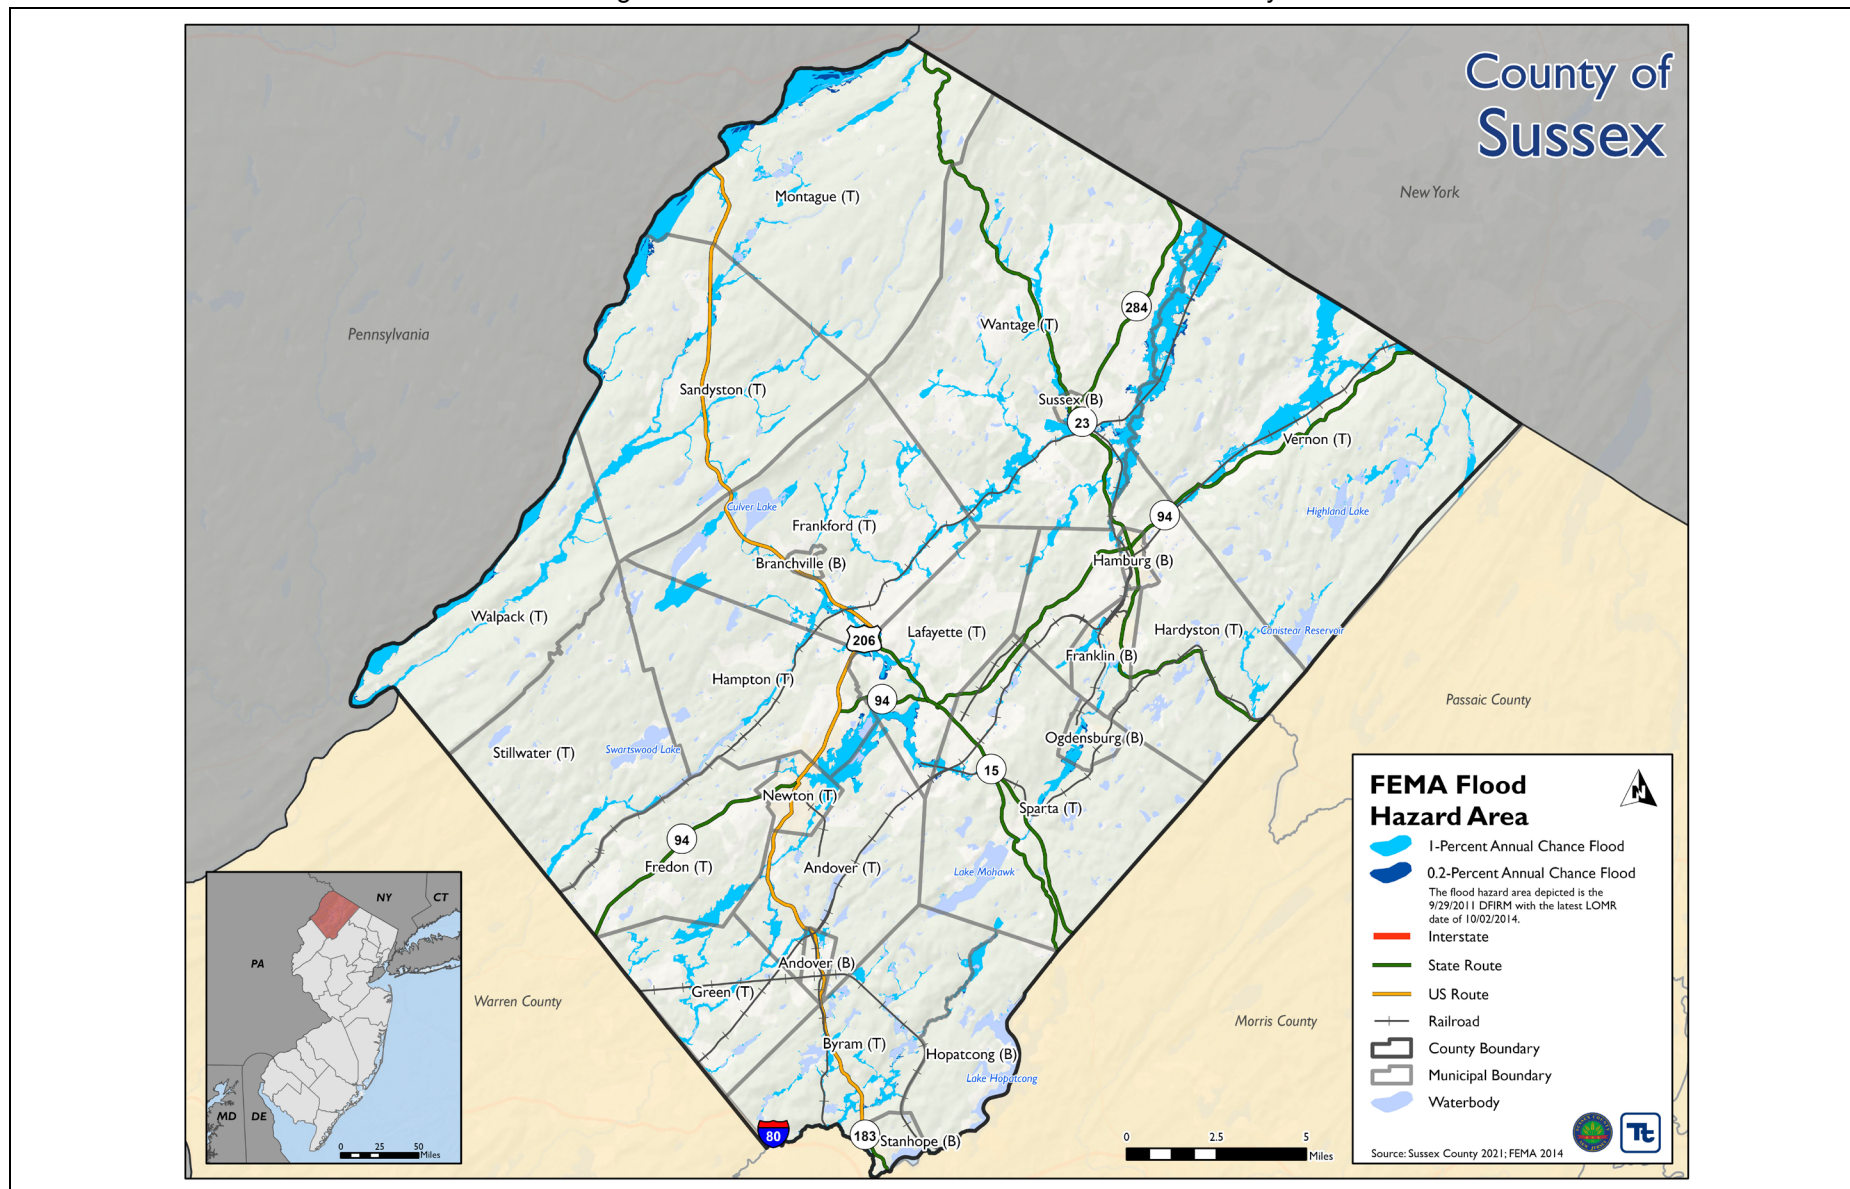 County of
Sussex
New York
Pennsylvania
Montague (T)
284
Wantage (T)
Sandyston (T)
Sussex (B)
23
Vernon (T)
Culver Lake
Highland Lake
94
Frankford (T)
Branchville (B)
Hamburg (B)
Walpack (T)
206
Lafayette (T)
Hardyston (T)
Canistear Reservoir
Franklin (B)
Hampton (T)
94
Passaic County
Stillwater (T)
Swartswood Lake
Ogdensburg (B)
15
Newton (T)
Sparta (T)
94
Fredon (T)
Andover (T)
Lake Mohawk
Andover (B)
Green (T)
Warren County
Morris County
Byram (T)
Hopatcong (B)
Lake Hopatcong
80
183
Stanhope (B)
0 2.5 5
Miles
NY
CT
PA
MD
DE
0 25 50
Miles
FEMA Flood
Hazard Area
N
1-Percent Annual Chance Flood
0.2-Percent Annual Chance Flood
The flood hazard area depicted is the
9/29/2011 DFIRM with the latest LOMR
date of 10/02/2014.
Interstate
State Route
US Route
Railroad
County Boundary
Municipal Boundary
Waterbody
Tt
Source: Sussex County 2021; FEMA 2014